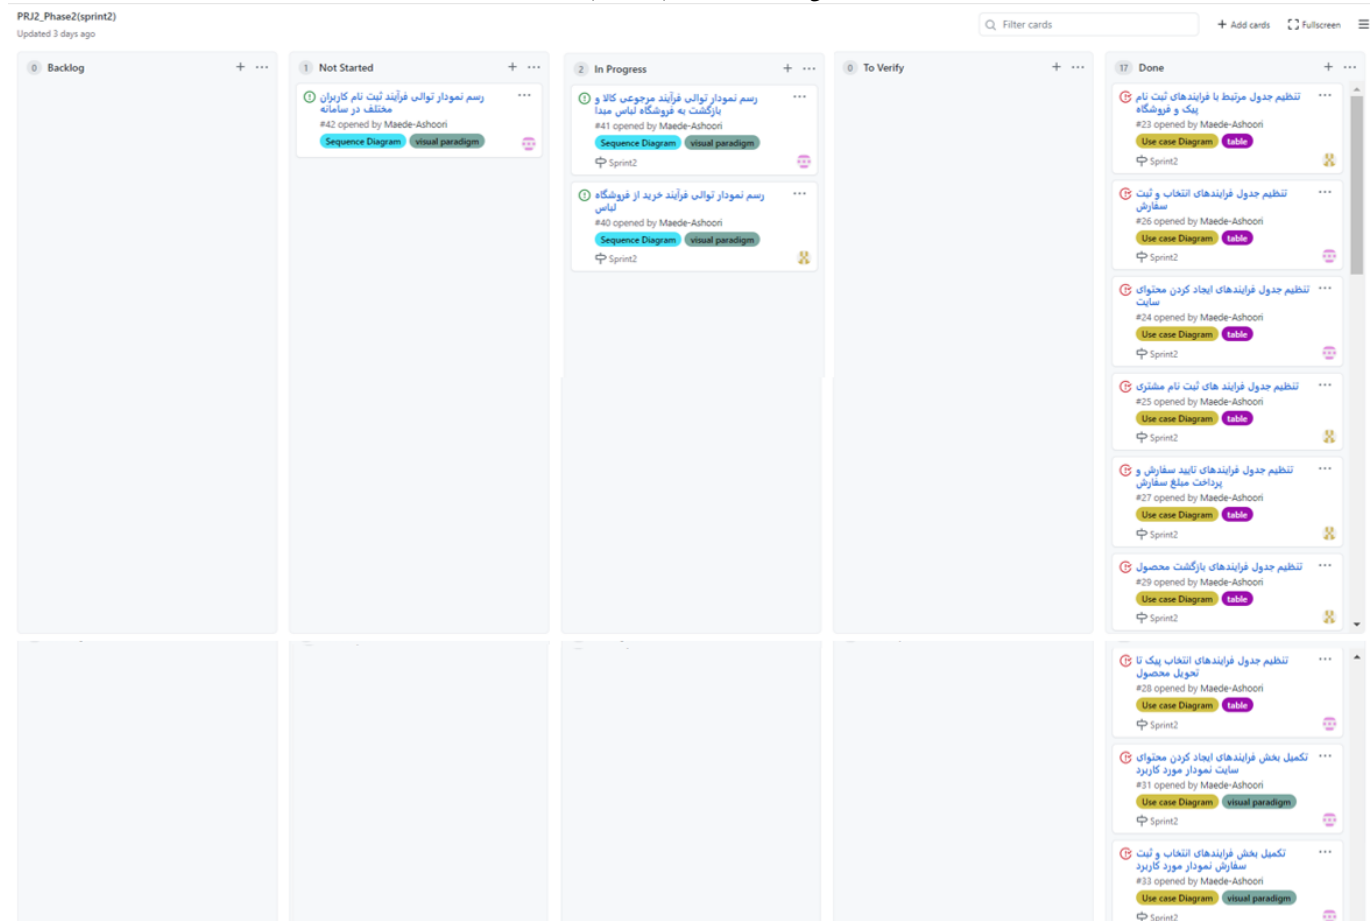 PRJ2_Phase2(sprint2)
Updated 3 days ago
Filter cards
+ Add cards
Fullscreen
0 Backlog
1 Not Started
رسم نمودار توالی فرآیند ثبت نام کاربران
مختلف در سامانه
#42 opened by Maede-Ashoori
Sequence Diagram visual paradigm
2 In Progress
رسم نمودار توالی فرآیند مرجوعی کالا و
بازگشت به فروشگاه لباس مبدا
#41 opened by Maede-Ashoori
Sequence Diagram visual paradigm
Sprint2
رسم نمودار توالی فرآیند خرید از فروشگاه
لباس
#40 opened by Maede-Ashoori
Sequence Diagram visual paradigm
Sprint2
0 To Verify
17 Done
تنظیم جدول مرتبط با فرایندهای ثبت نام
پیک و فروشگاه
#23 opened by Maede-Ashoori
Use case Diagram table
Sprint2
تنظیم جدول فرایندهای انتخاب و ثبت
سفارش
#26 opened by Maede-Ashoori
Use case Diagram table
Sprint2
تنظیم جدول فرایندهای ایجاد کردن محتوای
سایت
#24 opened by Maede-Ashoori
Use case Diagram table
Sprint2
تنظیم جدول فرایند های ثبت نام مشتری
#25 opened by Maede-Ashoori
Use case Diagram table
Sprint2
تنظیم جدول فرایندهای تایید سفارش و
پرداخت مبلغ سفارش
#27 opened by Maede-Ashoori
Use case Diagram table
Sprint2
تنظیم جدول فرایندهای بازگشت محصول
#29 opened by Maede-Ashoori
Use case Diagram table
Sprint2
تنظیم جدول فرایندهای انتخاب پیک تا
تحویل محصول
#28 opened by Maede-Ashoori
Use case Diagram table
Sprint2
تکمیل بخش فرایندهای ایجاد کردن محتوای
سایت نمودار مورد کاربرد
#31 opened by Maede-Ashoori
Use case Diagram visual paradigm
Sprint2
تکمیل بخش فرایندهای انتخاب و ثبت
سفارش نمودار مورد کاربرد
#33 opened by Maede-Ashoori
Use case Diagram visual paradigm
Sprint2